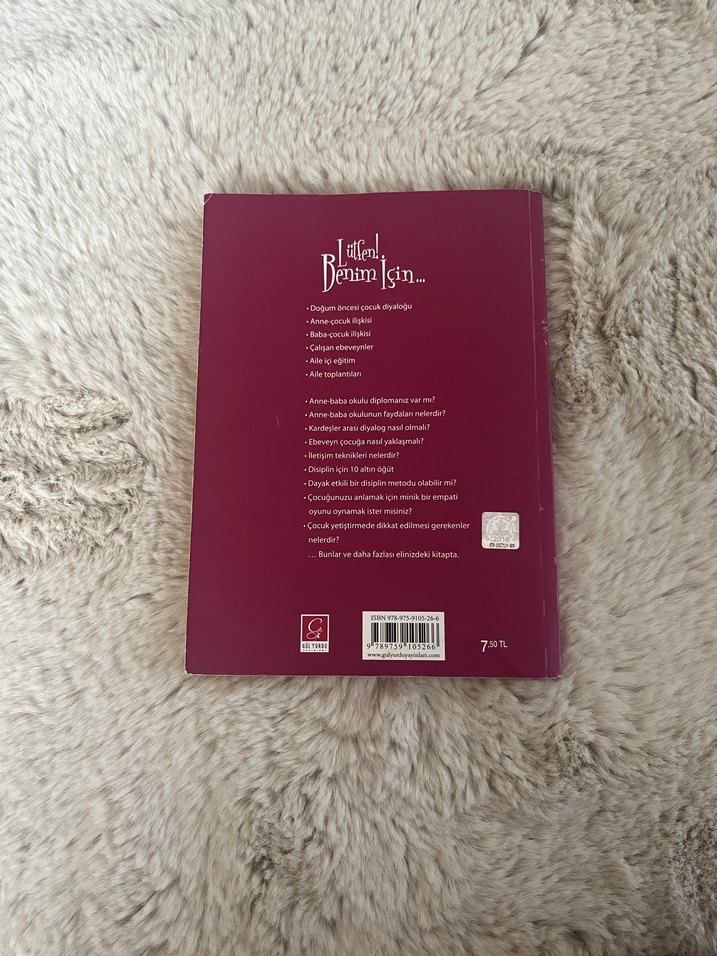 Lütfen!
Benim İçin...
• Doğum öncesi çocuk diyaloğu
• Anne-çocuk ilişkisi
• Baba-çocuk ilişkisi
• Çalışan ebeveynler
• Aile içi eğitim
• Aile toplantıları
• Anne-baba okulu diplomanız var mı?
• Anne-baba okulunun faydaları nelerdir?
• Kardeşler arası diyalog nasıl olmalı?
• Ebeveyn çocuğa nasıl yaklaşmalı?
• İletişim teknikleri nelerdir?
• Disiplin için 10 altın öğüt
• Dayak etkili bir disiplin metodu olabilir mi?
• Çocuğunuzu anlamak için minik bir empati
oyunu oynamak ister misiniz?
• Çocuk yetiştirmede dikkat edilmesi gerekenler
nelerdir?
... Bunlar ve daha fazlası elinizdeki kitapta.
GÜL YURDU
YAYINLARI
ISBN 978-975-9105-26-6
9 789759 105266
www.gulyurduyayinlari.com
7.50 TL